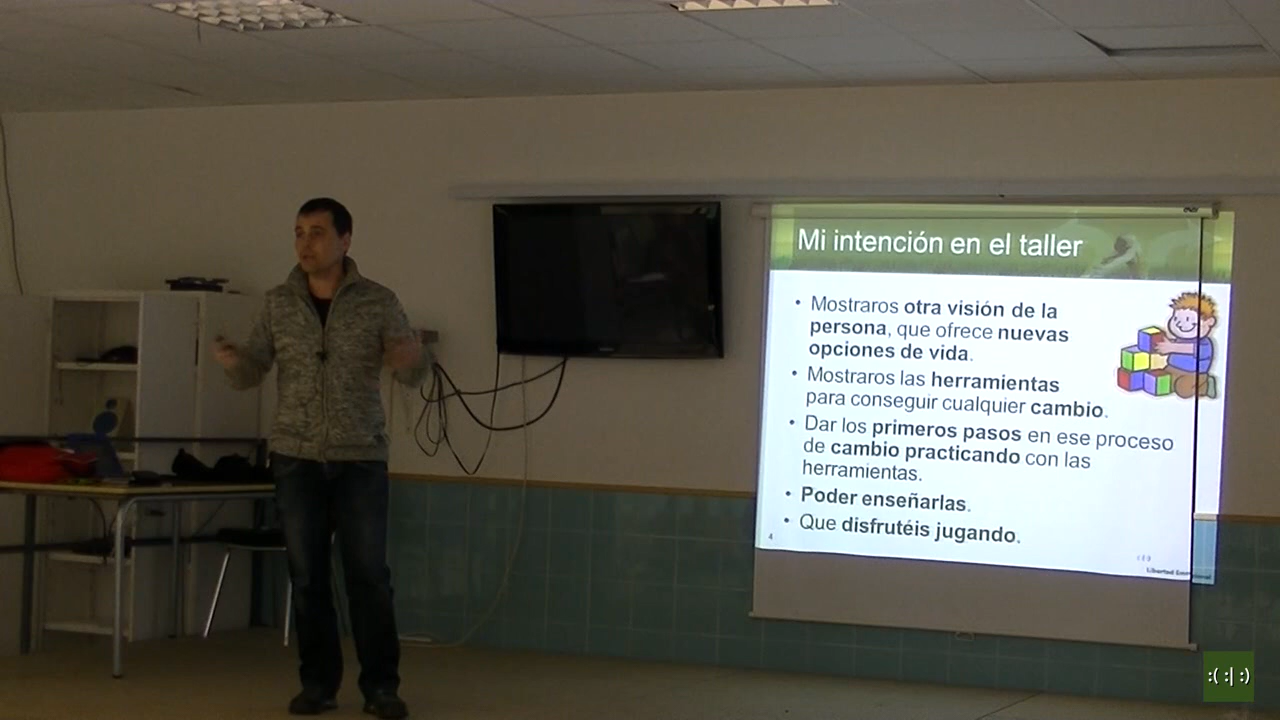 Mi intención en el taller
• Mostraros otra visión de la
persona, que ofrece nuevas
opciones de vida.
• Mostraros las herramientas
para conseguir cualquier cambio.
• Dar los primeros pasos en ese proceso
de cambio practicando con las
herramientas.
• Poder enseñarlas.
• Que disfrutéis jugando.
4
Libertad Emocional
:( :| :)